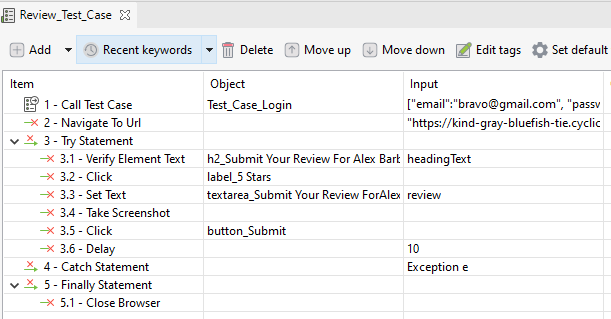 Review_Test_Case
Add Recent keywords Delete Move up Move down Edit tags Set default
Item Object Input
1 - Call Test Case Test_Case_Login ["email":"bravo@gmail.com", "passv
2 - Navigate To Url "https://kind-gray-bluefish-tie.cyclic
3 - Try Statement
3.1 - Verify Element Text h2_Submit Your Review For Alex Barb headingText
3.2 - Click label_5 Stars
3.3 - Set Text textarea_Submit Your Review ForAlex review
3.4 - Take Screenshot
3.5 - Click button_Submit
3.6 - Delay 10
4 - Catch Statement Exception e
5 - Finally Statement
5.1 - Close Browser